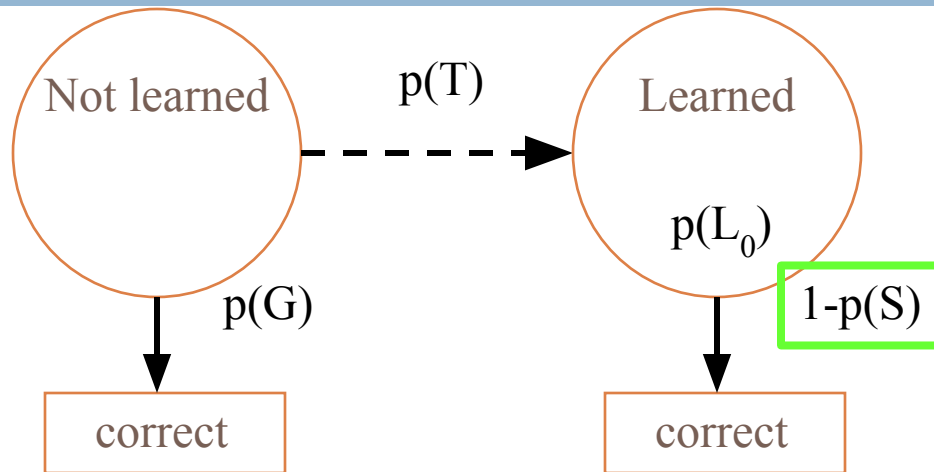 Not learned
p(T)
Learned
p(L₀)
p(G)
1-p(S)
correct
correct